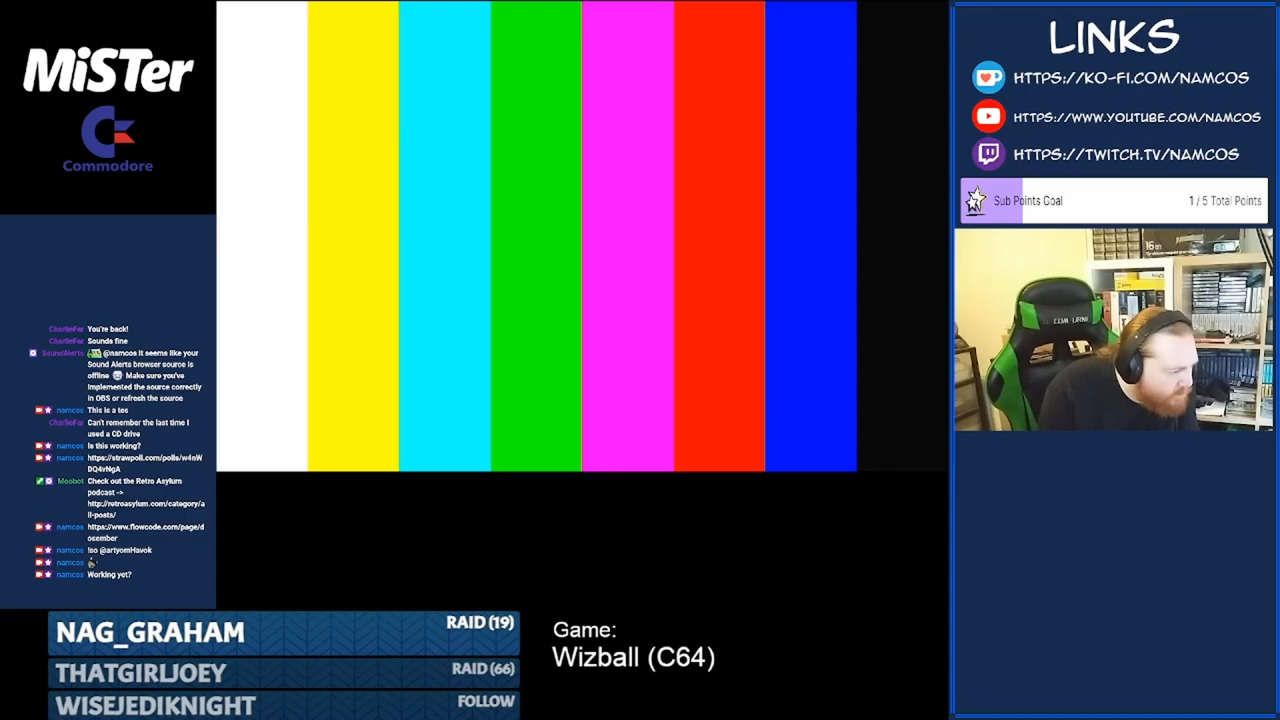 MiSTer
Commodore
CharlieFar You're back!
CharlieFar Sounds fine
SoundAlerts @namcos It seems like your
Sound Alerts browser source is
offline Make sure you've
implemented the source correctly
in OBS or refresh the source
namcos This is a tes
CharlieFar Can't remember the last time I
used a CD drive
namcos Is this working?
namcos https://strawpoll.com/polls/w4nW
DQ4vNgA
Moobot Check out the Retro Asylum
podcast ->
http://retroasylum.com/category/a
ll-posts/
namcos https://www.flowcode.com/page/d
osember
namcos !so @artyomHavok
namcos
namcos Working yet?
NAG_GRAHAM RAID (19)
THATGIRLJOEY RAID (66)
WISEJEDIKNIGHT FOLLOW
Game:
Wizball (C64)
LINKS
HTTPS://KO-FI.COM/NAMCOS
HTTPS://WWW.YOUTUBE.COM/NAMCOS
HTTPS://TWITCH.TV/NAMCOS
Sub Points Goal 1 / 5 Total Points